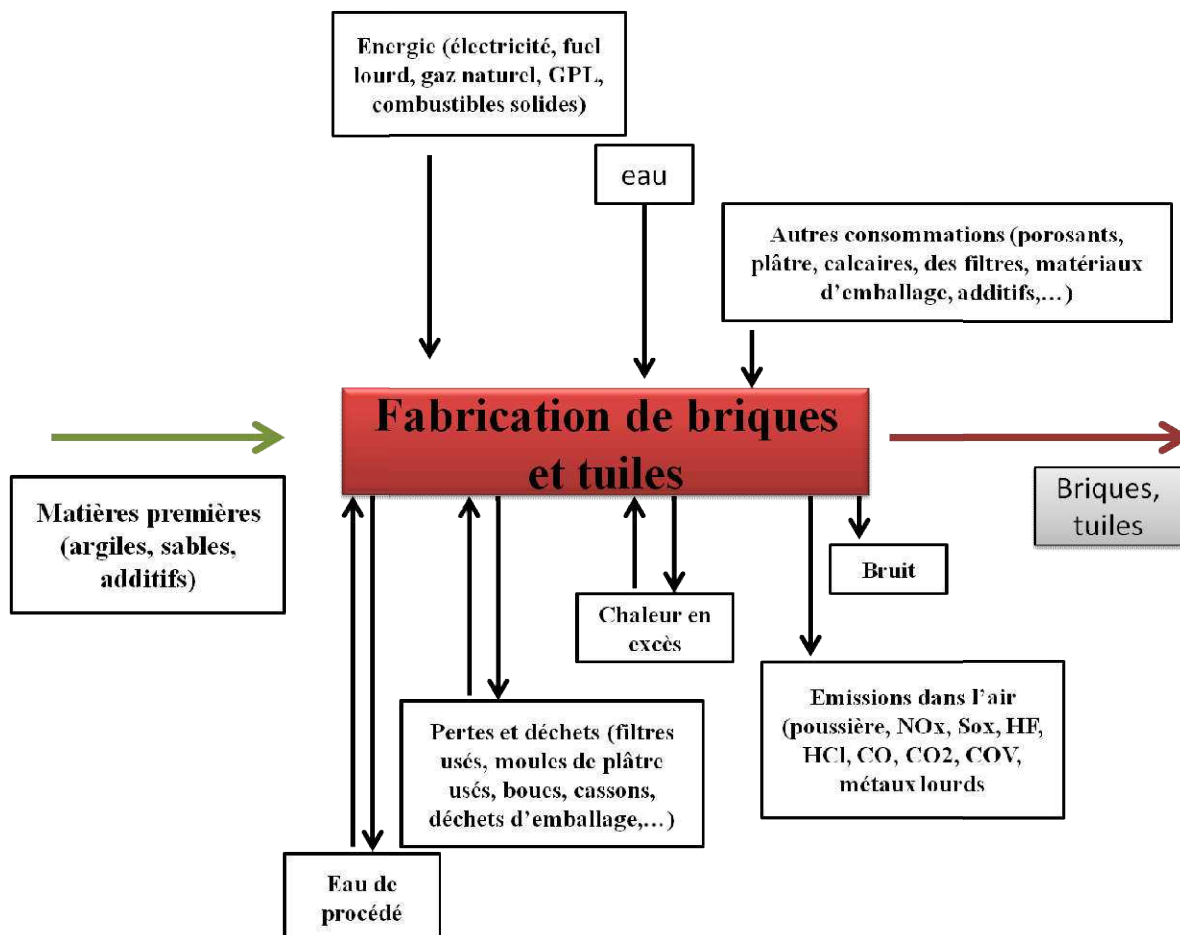 Energie (électricité, fuel
lourd, gaz naturel, GPL,
combustibles solides)
eau
Autres consommations (porosants,
plâtre, calcaires, des filtres, matériaux
d'emballage, additifs,...)
Fabrication de briques
et tuiles
Matières premières
(argiles, sables,
additifs)
Briques,
tuiles
Bruit
Chaleur en
excès
Emissions dans l'air
(poussière, NOx, Sox, HF,
HCl, CO, CO2, COV,
métaux lourds
Pertes et déchets (filtres
usés, moules de plâtre
usés, boues, cassons,
déchets d'emballage,...)
Eau de
procédé